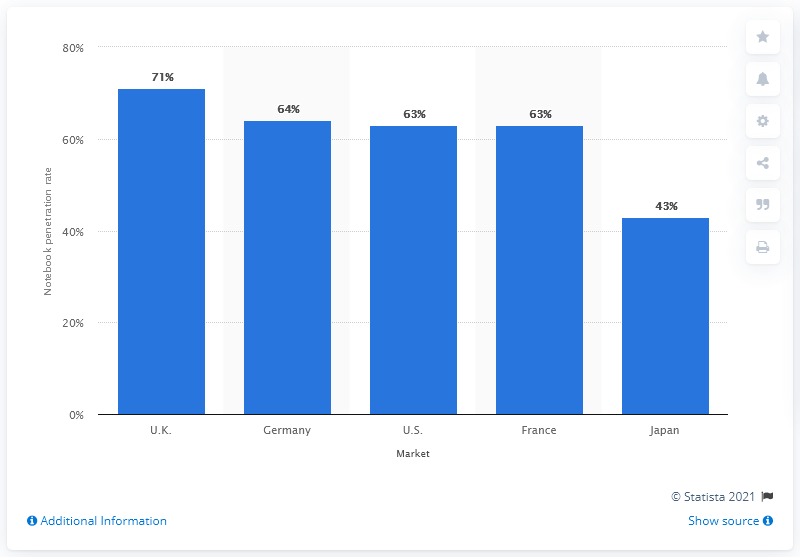 80%
60%
40%
20%
0%
Notebook penetration rate
71%
64%
63%
63%
43%
U.K.
Germany
U.S.
France
Japan
Market
© Statista 2021
Additional Information
Show source